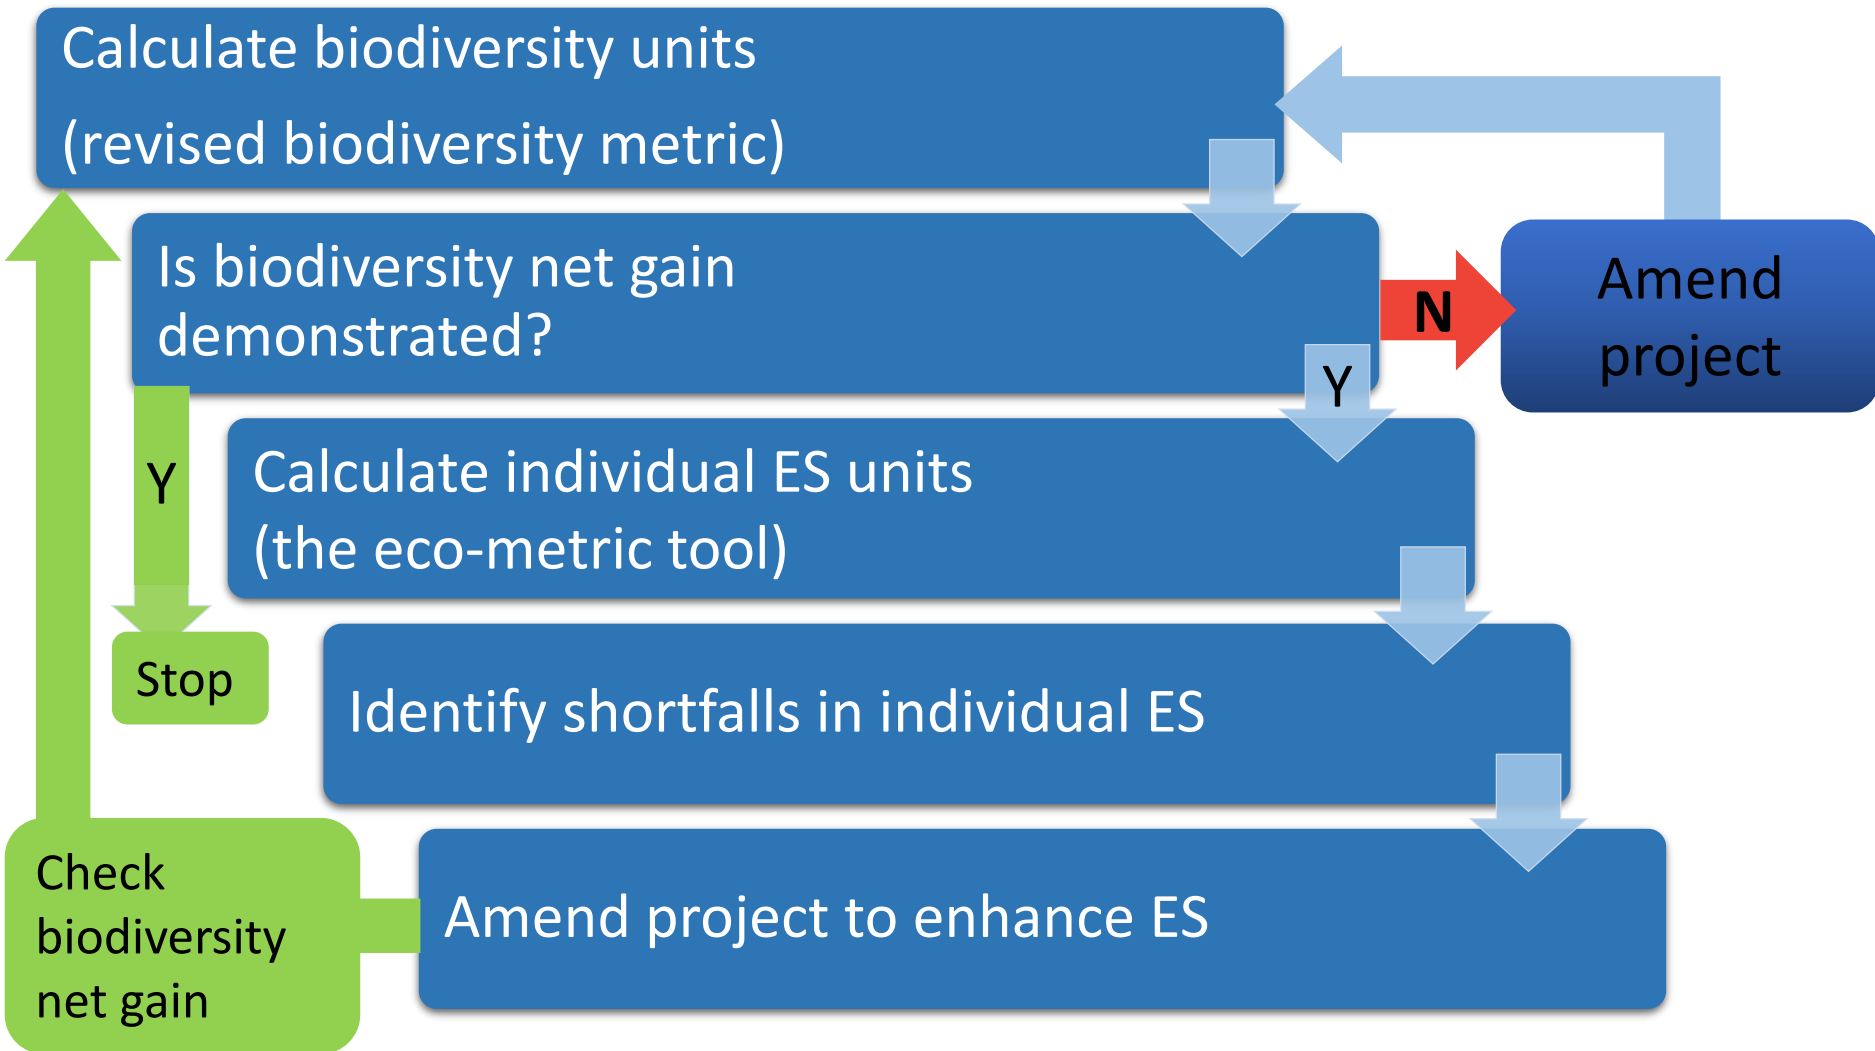 Calculate biodiversity units
(revised biodiversity metric)
Is biodiversity net gain
demonstrated?
N
Amend
project
Y
Y
Calculate individual ES units
(the eco-metric tool)
Stop
Identify shortfalls in individual ES
Amend project to enhance ES
Check
biodiversity
net gain